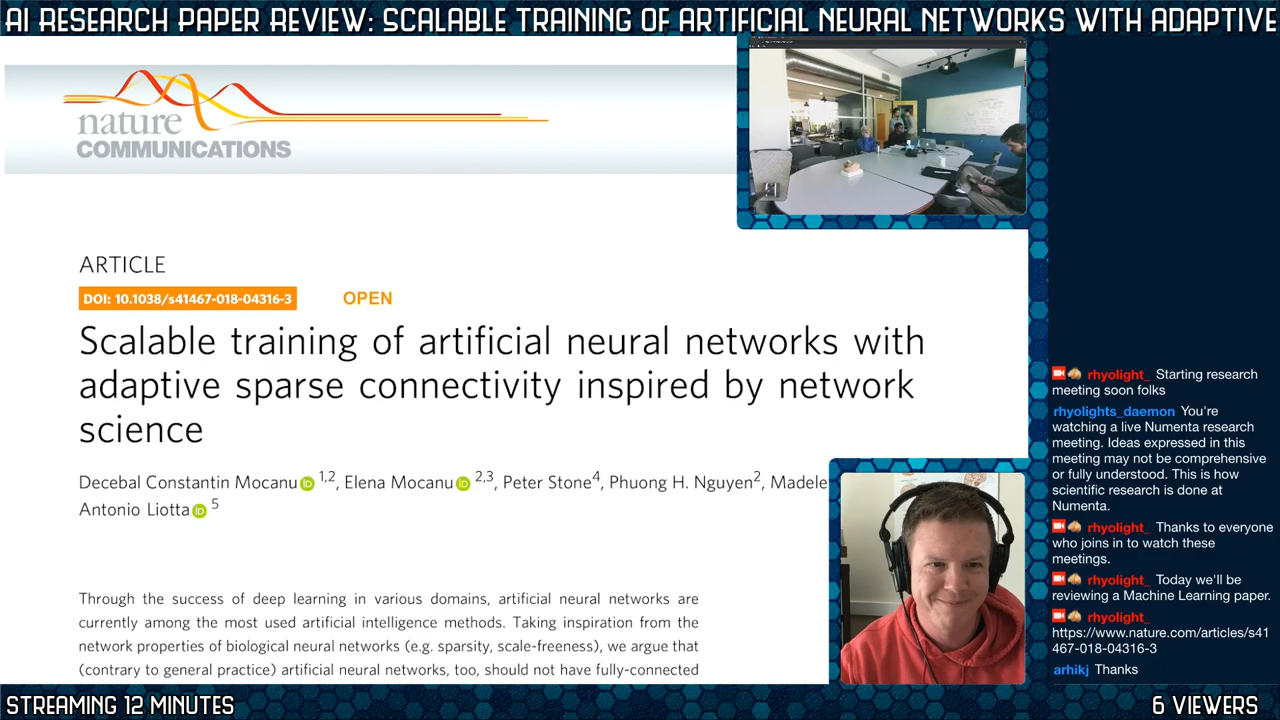 AI RESEARCH PAPER REVIEW: SCALABLE TRAINING OF ARTIFICIAL NEURAL NETWORKS WITH ADAPTIVE
nature
COMMUNICATIONS
ARTICLE
DOI: 10.1038/s41467-018-04316-3
OPEN
Scalable training of artificial neural networks with
adaptive sparse connectivity inspired by network
science
Decebal Constantin Mocanu iD 1,2, Elena Mocanu iD 2,3, Peter Stone4, Phuong H. Nguyen2, Madele
Antonio Liotta iD 5
Through the success of deep learning in various domains, artificial neural networks are
currently among the most used artificial intelligence methods. Taking inspiration from the
network properties of biological neural networks (e.g. sparsity, scale-freeness), we argue that
(contrary to general practice) artificial neural networks, too, should not have fully-connected
rhyolight_ Starting research
meeting soon folks
rhyolights_daemon You're
watching a live Numenta research
meeting. Ideas expressed in this
meeting may not be comprehensive
or fully understood. This is how
scientific research is done at
Numenta.
rhyolight_ Thanks to everyone
who joins in to watch these
meetings.
rhyolight_ Today we'll be
reviewing a Machine Learning paper.
rhyolight_
https://www.nature.com/articles/s41
467-018-04316-3
arhikj Thanks
STREAMING 12 MINUTES
6 VIEWERS